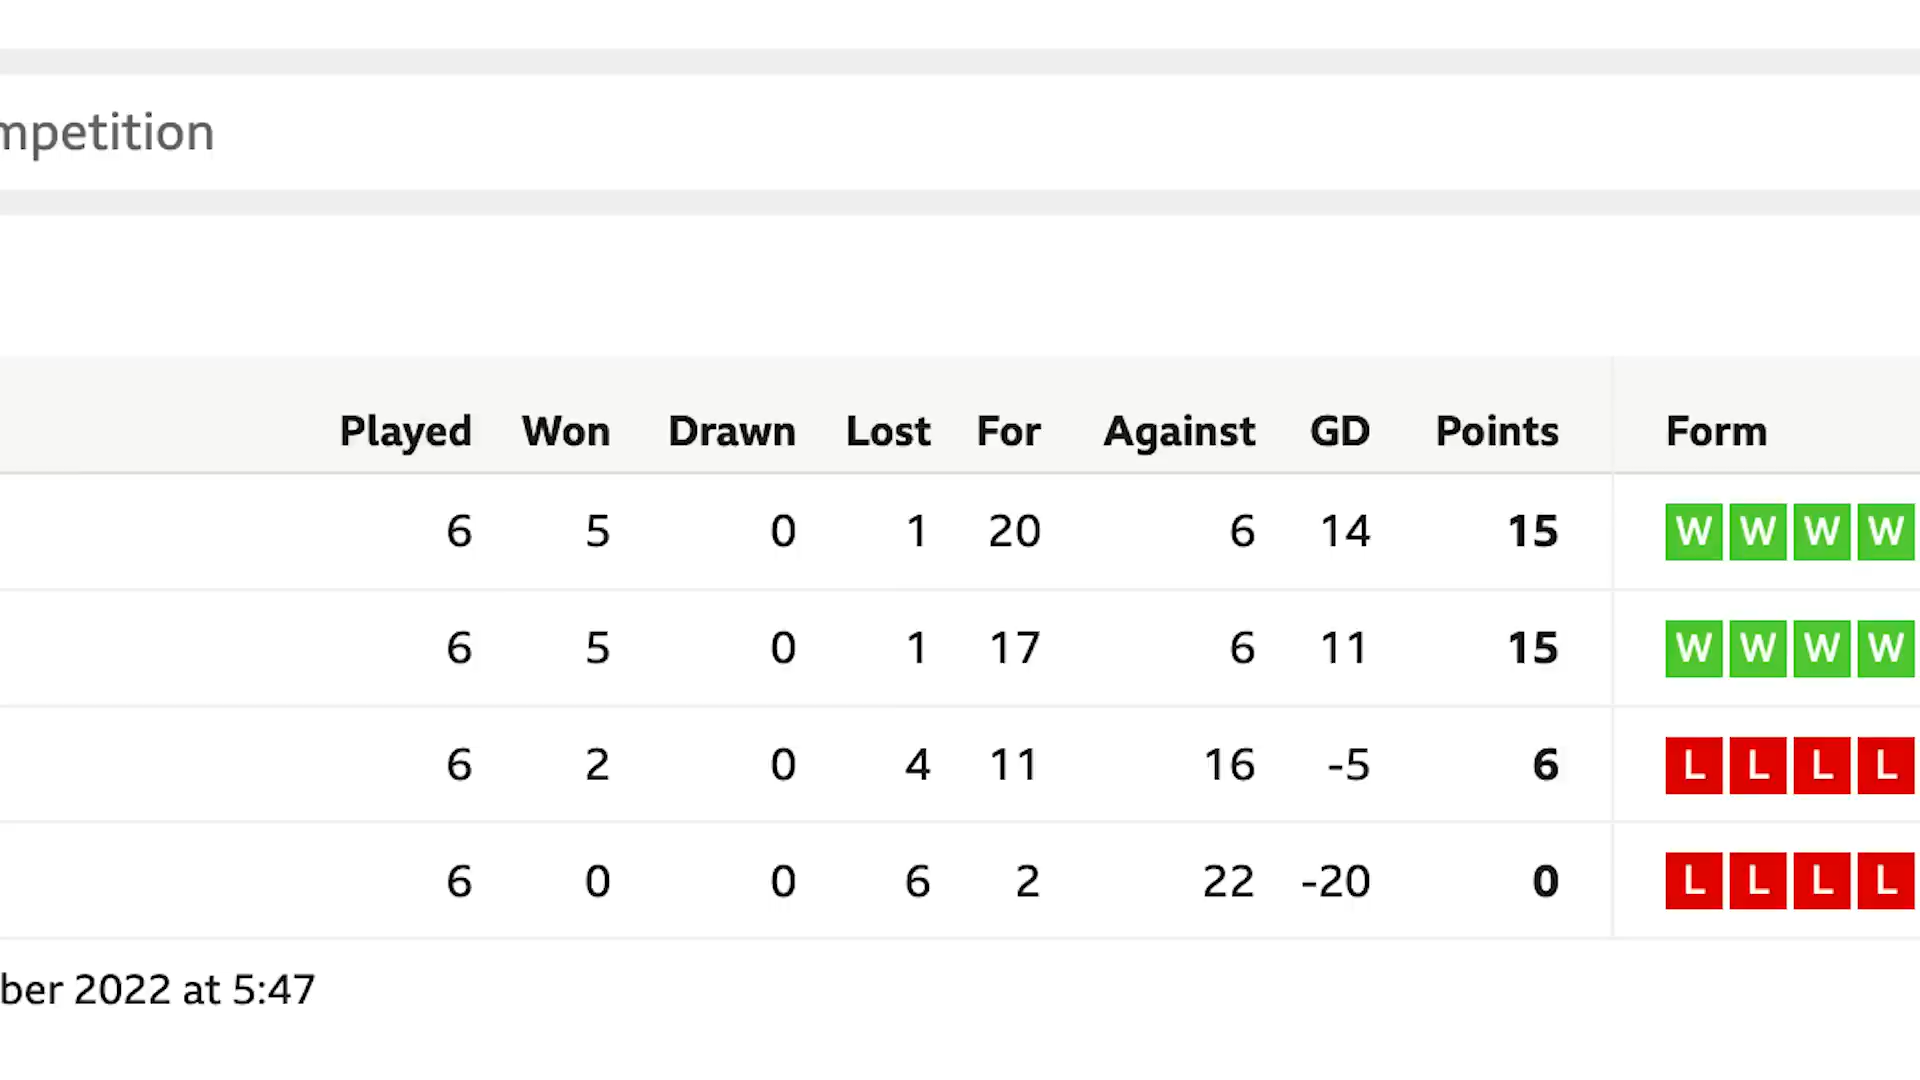 mpetition
Played Won Drawn Lost For Against GD Points Form
6 5 0 1 20 6 14 15 W W W W
6 5 0 1 17 6 11 15 W W W W
6 2 0 4 11 16 -5 6 L L L L
6 0 0 6 2 22 -20 0 L L L L
ber 2022 at 5:47